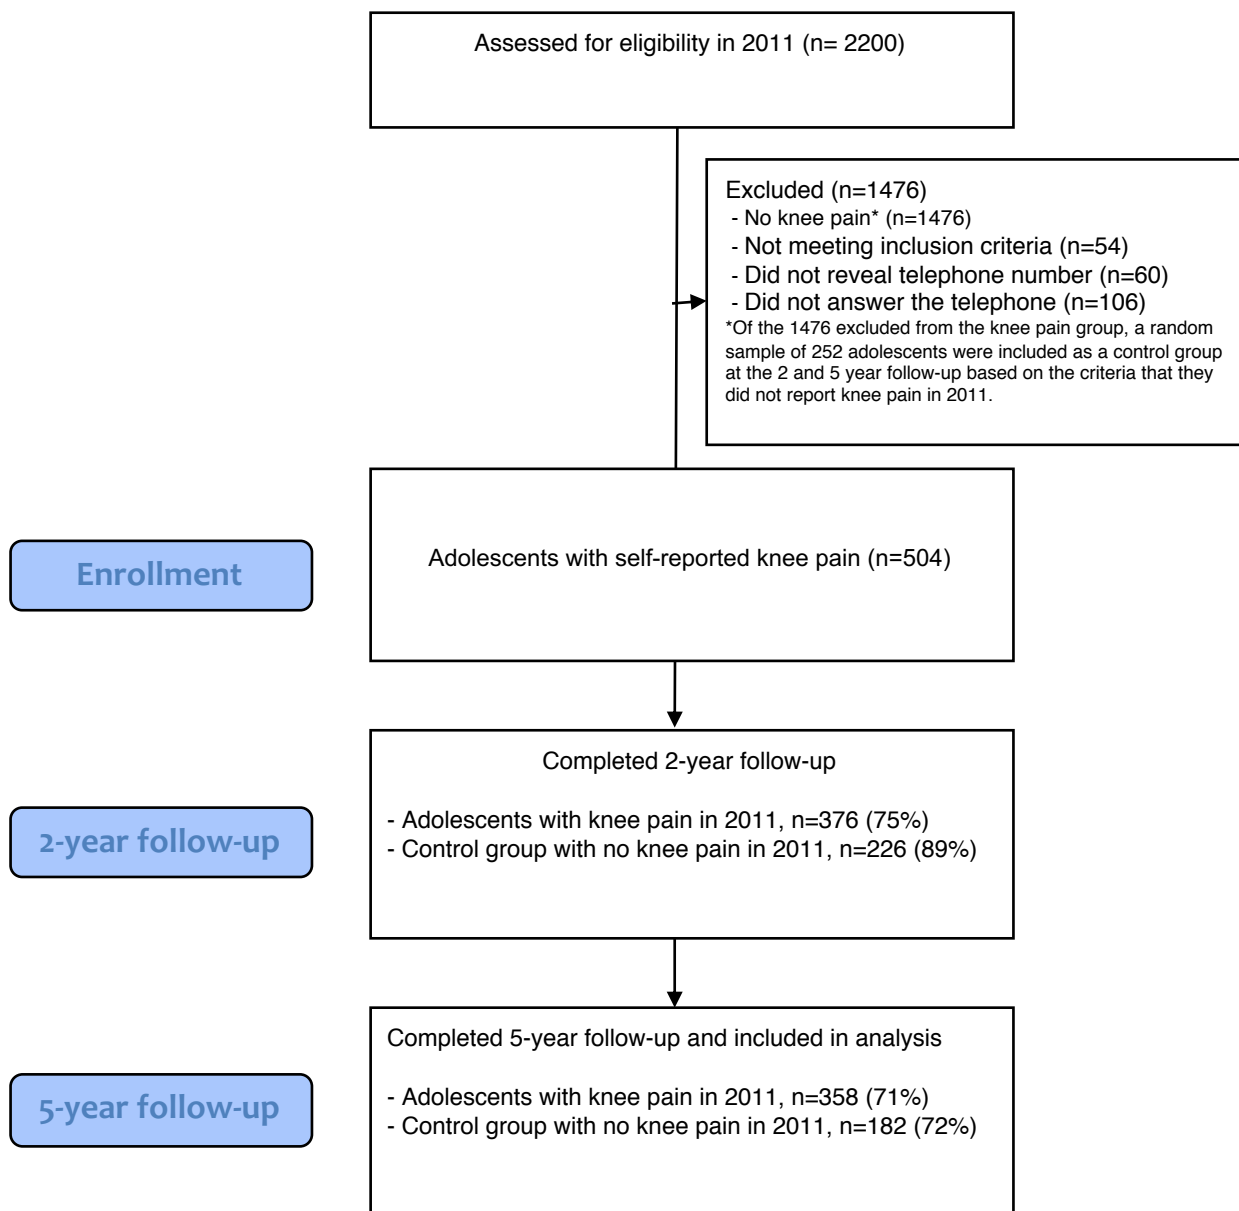 Assessed for eligibility in 2011 (n= 2200)
Excluded (n=1476)
- No knee pain* (n=1476)
- Not meeting inclusion criteria (n=54)
- Did not reveal telephone number (n=60)
- Did not answer the telephone (n=106)
*Of the 1476 excluded from the knee pain group, a random
sample of 252 adolescents were included as a control group
at the 2 and 5 year follow-up based on the criteria that they
did not report knee pain in 2011.
Enrollment
Adolescents with self-reported knee pain (n=504)
2-year follow-up
Completed 2-year follow-up
- Adolescents with knee pain in 2011, n=376 (75%)
- Control group with no knee pain in 2011, n=226 (89%)
5-year follow-up
Completed 5-year follow-up and included in analysis
- Adolescents with knee pain in 2011, n=358 (71%)
- Control group with no knee pain in 2011, n=182 (72%)